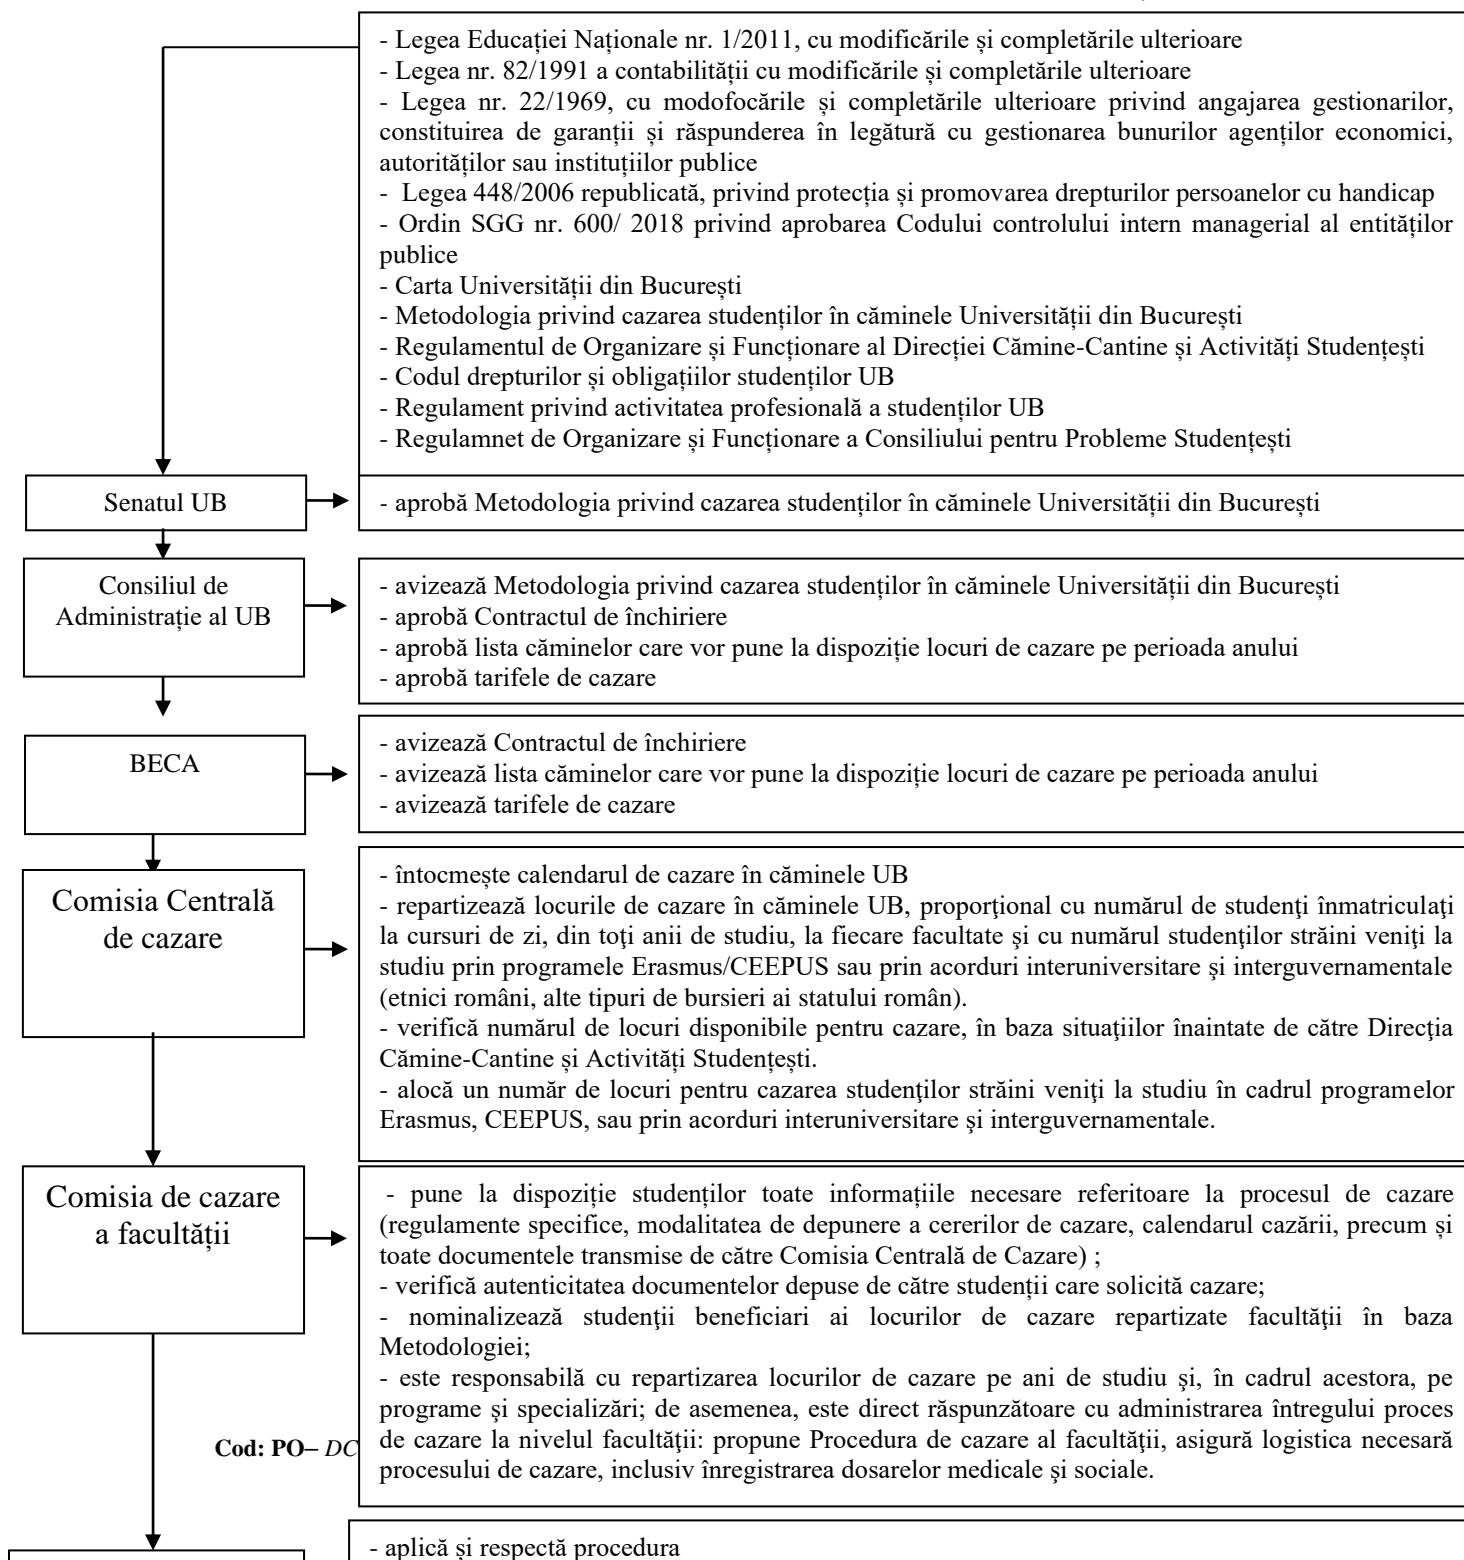 - Legea Educației Naționale nr. 1/2011, cu modificările și completările ulterioare
- Legea nr. 82/1991 a contabilității cu modificările și completările ulterioare
- Legea nr. 22/1969, cu modofocările și completările ulterioare privind angajarea gestionarilor,
constituirea de garanții și răspunderea în legătură cu gestionarea bunurilor agenților economici,
autorităților sau instituțiilor publice
- Legea 448/2006 republicată, privind protecția și promovarea drepturilor persoanelor cu handicap
- Ordin SGG nr. 600/ 2018 privind aprobarea Codului controlului intern managerial al entităților
publice
- Carta Universității din București
- Metodologia privind cazarea studenților în căminele Universității din București
- Regulamentul de Organizare și Funcționare al Direcției Cămine-Cantine și Activități Studențești
- Codul drepturilor și obligațiilor studenților UB
- Regulament privind activitatea profesională a studenților UB
- Regulamnet de Organizare și Funcționare a Consiliului pentru Probleme Studențești
Senatul UB
- aprobă Metodologia privind cazarea studenților în căminele Universității din București
Consiliul de
Administrație al UB
- avizează Metodologia privind cazarea studenților în căminele Universității din București
- aprobă Contractul de închiriere
- aprobă lista căminelor care vor pune la dispoziție locuri de cazare pe perioada anului
- aprobă tarifele de cazare
BECA
- avizează Contractul de închiriere
- avizează lista căminelor care vor pune la dispoziție locuri de cazare pe perioada anului
- avizează tarifele de cazare
Comisia Centrală
de cazare
- întocmește calendarul de cazare în căminele UB
- repartizează locurile de cazare în căminele UB, proporţional cu numărul de studenţi înmatriculaţi
la cursuri de zi, din toţi anii de studiu, la fiecare facultate şi cu numărul studenţilor străini veniţi la
studiu prin programele Erasmus/CEEPUS sau prin acorduri interuniversitare şi interguvernamentale
(etnici români, alte tipuri de bursieri ai statului român).
- verifică numărul de locuri disponibile pentru cazare, în baza situaţiilor înaintate de către Direcţia
Cămine-Cantine și Activități Studențești.
- alocă un număr de locuri pentru cazarea studenţilor străini veniţi la studiu în cadrul programelor
Erasmus, CEEPUS, sau prin acorduri interuniversitare şi interguvernamentale.
Comisia de cazare
a facultății
- pune la dispoziție studenților toate informațiile necesare referitoare la procesul de cazare
(regulamente specifice, modalitatea de depunere a cererilor de cazare, calendarul cazării, precum și
toate documentele transmise de către Comisia Centrală de Cazare) ;
- verifică autenticitatea documentelor depuse de către studenții care solicită cazare;
- nominalizează studenţii beneficiari ai locurilor de cazare repartizate facultăţii în baza
Metodologiei;
- este responsabilă cu repartizarea locurilor de cazare pe ani de studiu şi, în cadrul acestora, pe
programe şi specializări; de asemenea, este direct răspunzătoare cu administrarea întregului proces
de cazare la nivelul facultăţii: propune Procedura de cazare al facultăţii, asigură logistica necesară
procesului de cazare, inclusiv înregistrarea dosarelor medicale şi sociale.
Cod: PO– DC
- aplică și respectă procedura